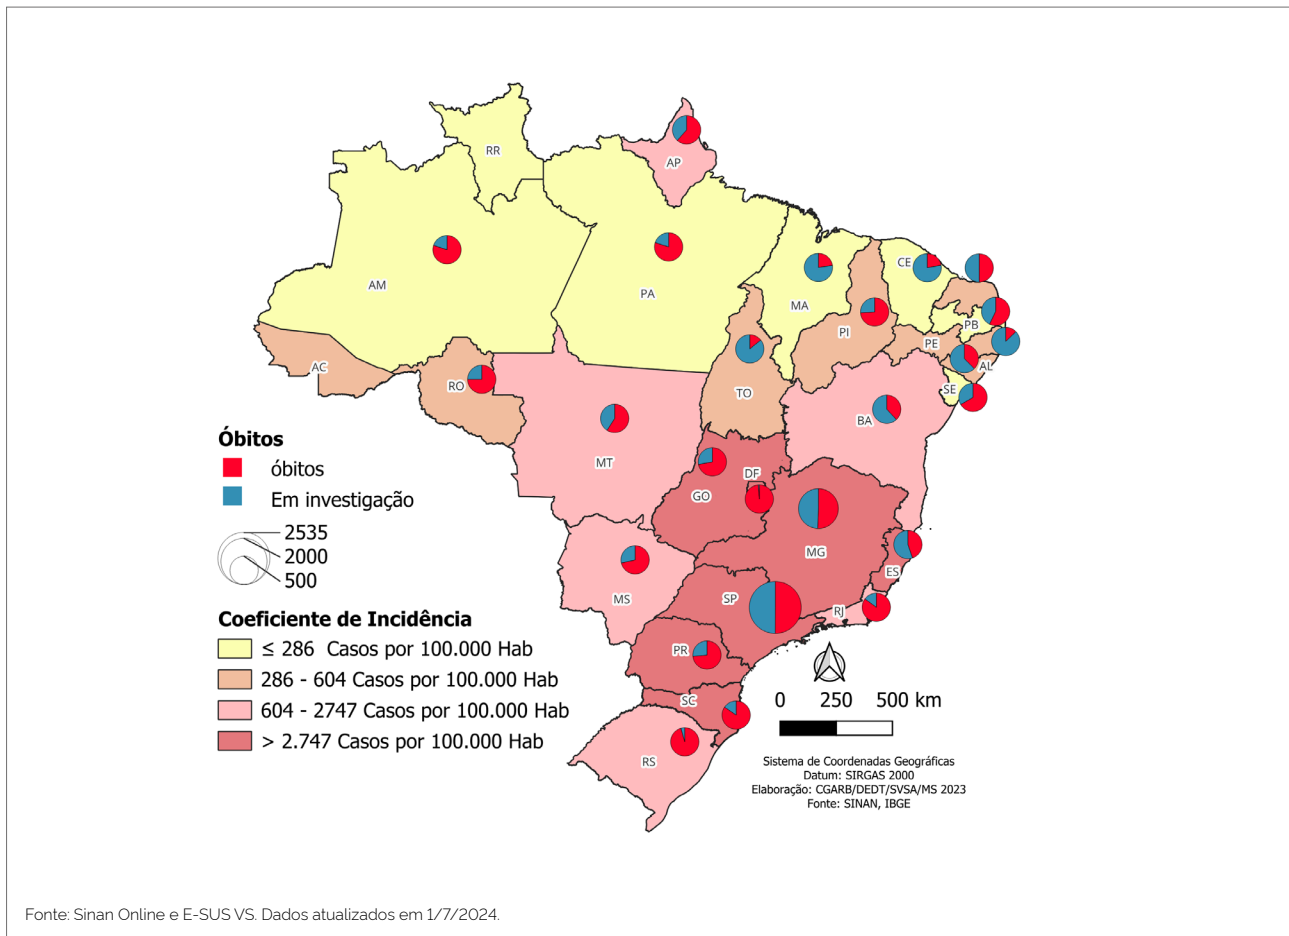 RR
AP
AM
PA
CE
MA
PB
PI
PE
AC
AL
RO
SE
TO
BA
MT
DF
GO
MG
ES
MS
SP
RJ
PR
SC
RS
Óbitos
óbitos
Em investigação
2535
2000
500
Coeficiente de Incidência
≤ 286 Casos por 100.000 Hab
286 - 604 Casos por 100.000 Hab
604 - 2747 Casos por 100.000 Hab
> 2.747 Casos por 100.000 Hab
0 250 500 km
Sistema de Coordenadas Geográficas
Datum: SIRGAS 2000
Elaboração: CGARB/DEDT/SVSA/MS 2023
Fonte: SINAN, IBGE
Fonte: Sinan Online e E-SUS VS. Dados atualizados em 1/7/2024.